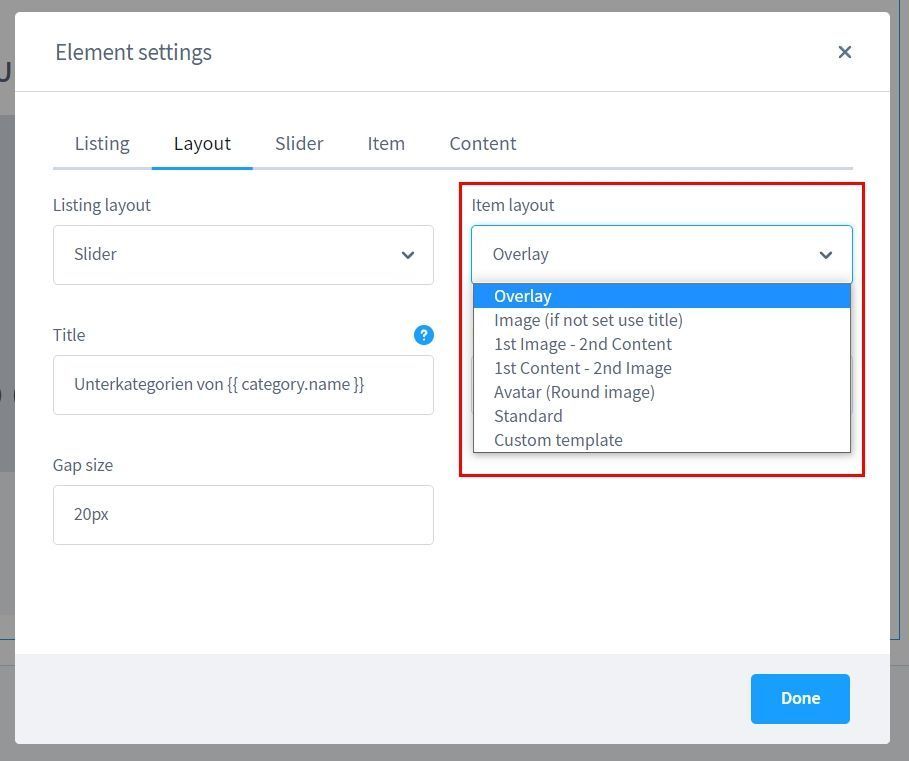 Element settings
Listing
Layout
Slider
Item
Content
Listing layout
Slider
Title
?
Unterkategorien von {{ category.name }}
Gap size
20px
Item layout
Overlay
Overlay
Image (if not set use title)
1st Image - 2nd Content
1st Content - 2nd Image
Avatar (Round image)
Standard
Custom template
Done